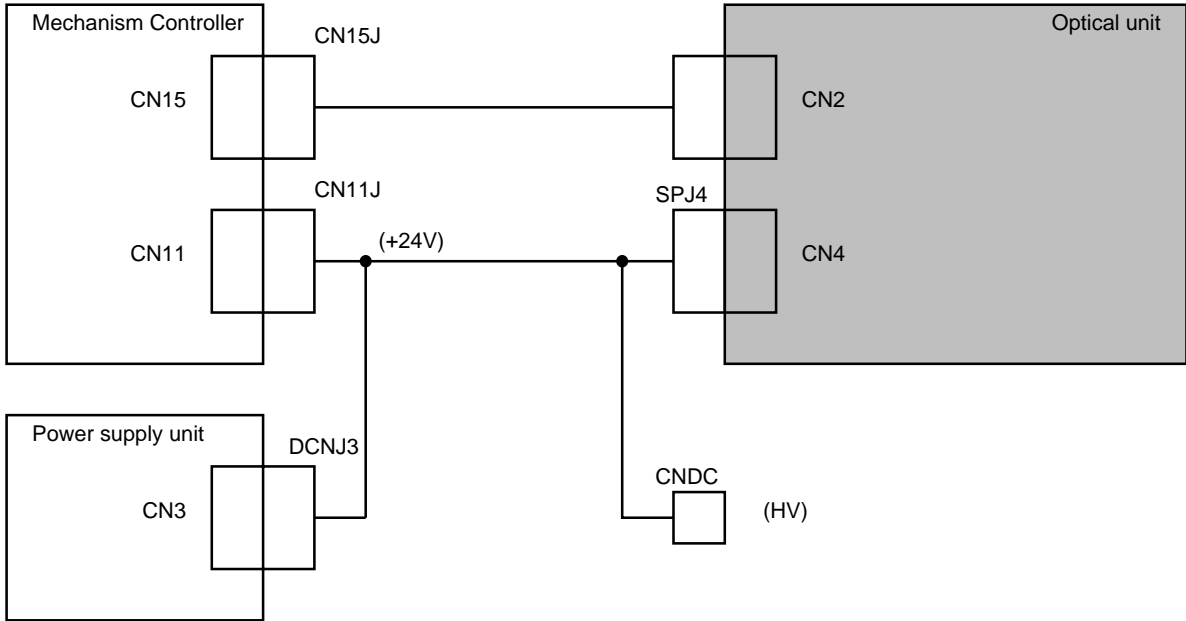 Mechanism Controller
CN15J
Optical unit
CN15
CN2
CN11J
SPJ4
CN11
(+24V)
CN4
Power supply unit
DCNJ3
CNDC
CN3
(HV)